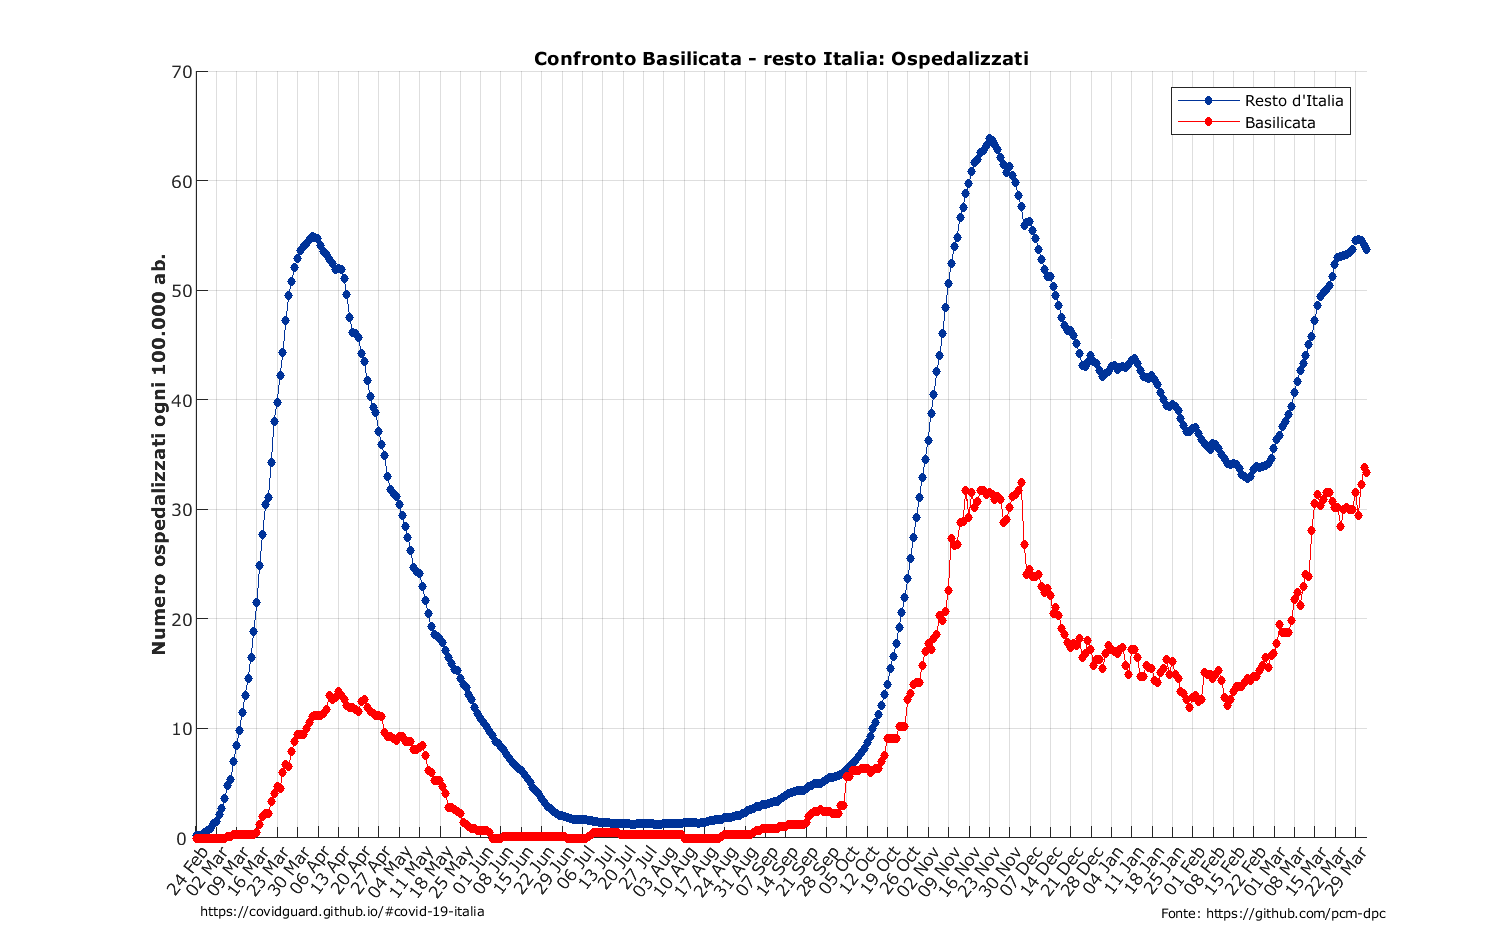 Confronto Basilicata - resto Italia: Ospedalizzati
70
60
50
40
30
20
10
0
Numero ospedalizzati ogni 100.000 ab.
Resto d'Italia
Basilicata
24 Feb
02 Mar
09 Mar
16 Mar
23 Mar
30 Mar
06 Apr
13 Apr
20 Apr
27 Apr
04 May
11 May
18 May
25 May
01 Jun
08 Jun
15 Jun
22 Jun
29 Jun
06 Jul
13 Jul
20 Jul
27 Jul
03 Aug
10 Aug
17 Aug
24 Aug
31 Aug
07 Sep
14 Sep
21 Sep
28 Sep
05 Oct
12 Oct
19 Oct
26 Oct
02 Nov
09 Nov
16 Nov
23 Nov
30 Nov
07 Dec
14 Dec
21 Dec
28 Dec
04 Jan
11 Jan
18 Jan
25 Jan
01 Feb
08 Feb
15 Feb
22 Feb
01 Mar
08 Mar
15 Mar
22 Mar
29 Mar
https://covidguard.github.io/#covid-19-italia
Fonte: https://github.com/pcm-dpc